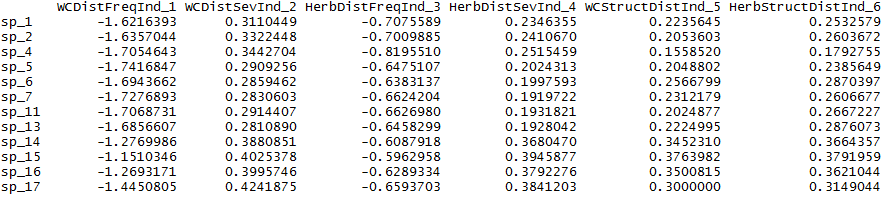 WCDistFreqInd_1 WCDistSevInd_2 HerbDistFreqInd_3 HerbDistSevInd_4 WCStructDistInd_5 HerbStructDistInd_6
sp_1 -1.6216393 0.3110449 -0.7075589 0.2346355 0.2235645 0.2532579
sp_2 -1.6357044 0.3322448 -0.7009885 0.2410670 0.2053603 0.2603672
sp_4 -1.7054643 0.3442704 -0.8195510 0.2515459 0.1558520 0.1792755
sp_5 -1.7416847 0.2909256 -0.6475107 0.2024313 0.2048802 0.2385649
sp_6 -1.6943662 0.2859462 -0.6383137 0.1997593 0.2566799 0.2870397
sp_7 -1.7276893 0.2830603 -0.6624204 0.1919722 0.2312179 0.2606677
sp_11 -1.7068731 0.2914407 -0.6626980 0.1931821 0.2024877 0.2667227
sp_13 -1.6856607 0.2810890 -0.6458299 0.1928042 0.2224995 0.2876073
sp_14 -1.2769986 0.3880851 -0.6087918 0.3680470 0.3452310 0.3664357
sp_15 -1.1510346 0.4025378 -0.5962958 0.3945877 0.3763982 0.3791959
sp_16 -1.2693171 0.3995746 -0.6289334 0.3792276 0.3500815 0.3621044
sp_17 -1.4450805 0.4241875 -0.6593703 0.3841203 0.3000000 0.3149044